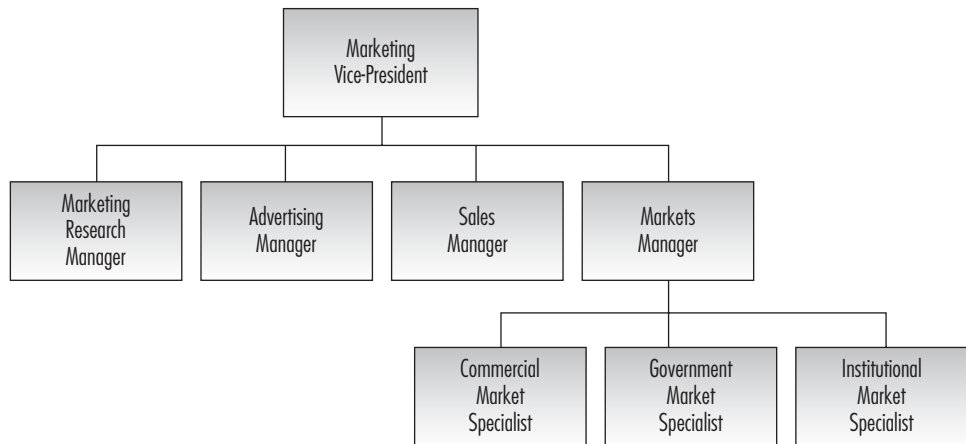 Marketing
Vice-President
Marketing
Research
Manager
Advertising
Manager
Sales
Manager
Markets
Manager
Commercial
Market
Specialist
Government
Market
Specialist
Institutional
Market
Specialist